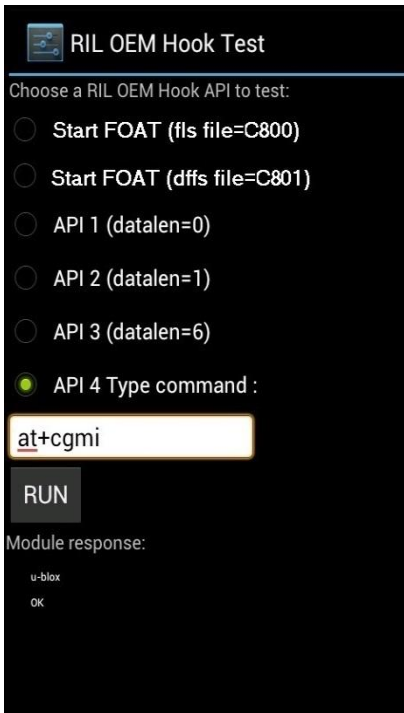 RIL OEM Hook Test
Choose a RIL OEM Hook API to test:
Start FOAT (fls file=C800)
Start FOAT (dffs file=C801)
API 1 (datalen=0)
API 2 (datalen=1)
API 3 (datalen=6)
API 4 Type command :
at+cgmi
RUN
Module response:
u-blox
OK